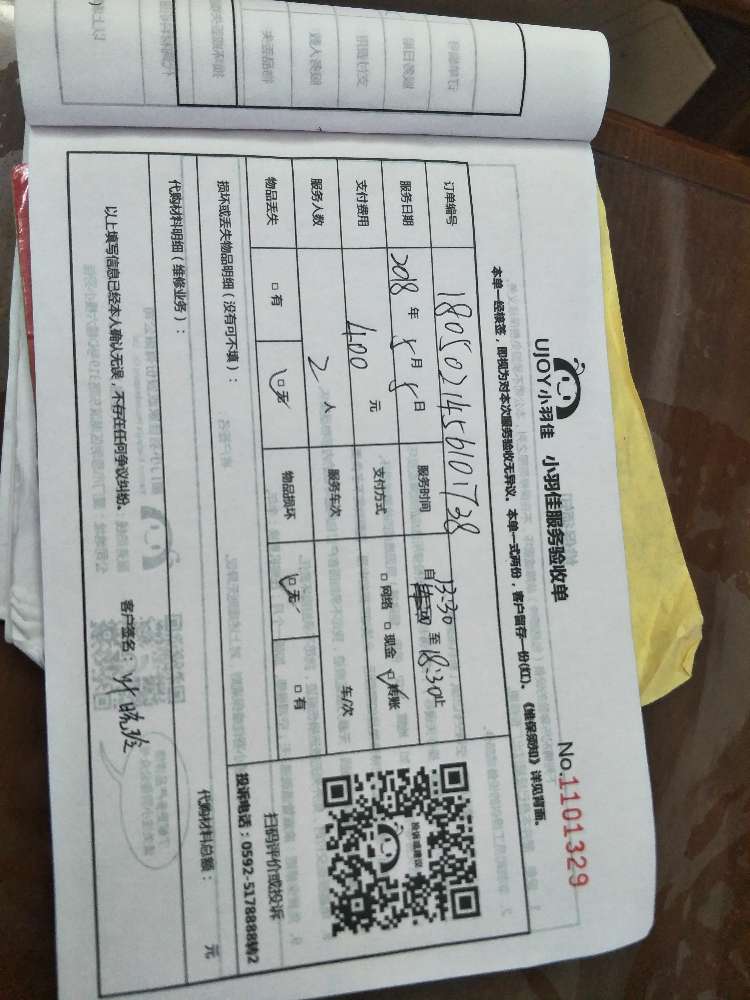 UJOY小羽佳 小羽佳服务验收单
No.1101329
本单一经核签，即视为对本次服务验收无异议。本单一式两份，客户留存一份(红)。《维保须知》详见背面。
订单编号 1805021456101738
服务日期 2018年5月5日 服务时间 自13:30至18:30止
支付费用 400元 支付方式 □网络 □现金 □转账
服务人数 2人 服务车次 车/次
物品丢失 □有 □无 物品损坏 □无 □有
投诉或建议
扫码评价或投诉
投诉电话：0592-5178888转2
损坏或丢失物品明细（没有可不填）：
代购材料明细（维修业务）：
代购材料总额： 元
以上填写信息已经本人确认无误，不存在任何争议纠纷。
客户签名：